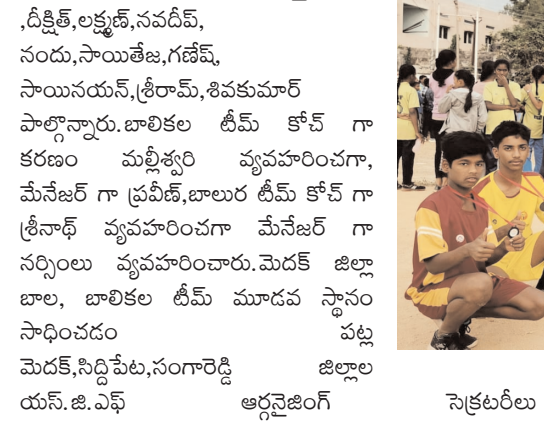 ,దీక్షిత్,లక్ష్మణ్,నవదీప్,
నందు,సాయితేజ,గణేష్,
సాయినయన్,శ్రీరామ్,శివకుమార్
పాల్గొన్నారు.బాలికల టీమ్ కోచ్ గా
కరణం మల్లీశ్వరి వ్యవహరించగా,
మేనేజర్ గా ప్రవీణ్,బాలుర టీమ్ కోచ్ గా
శ్రీనాథ్ వ్యవహరించగా మేనేజర్ గా
నర్సింలు వ్యవహరించారు.మెదక్ జిల్లా
బాల, బాలికల టీమ్ మూడవ స్థానం
సాధించడం పట్ల
మెదక్,సిద్దిపేట,సంగారెడ్డి జిల్లాల
యస్.జి.ఎఫ్ ఆర్గనైజింగ్ సెక్రటరీలు